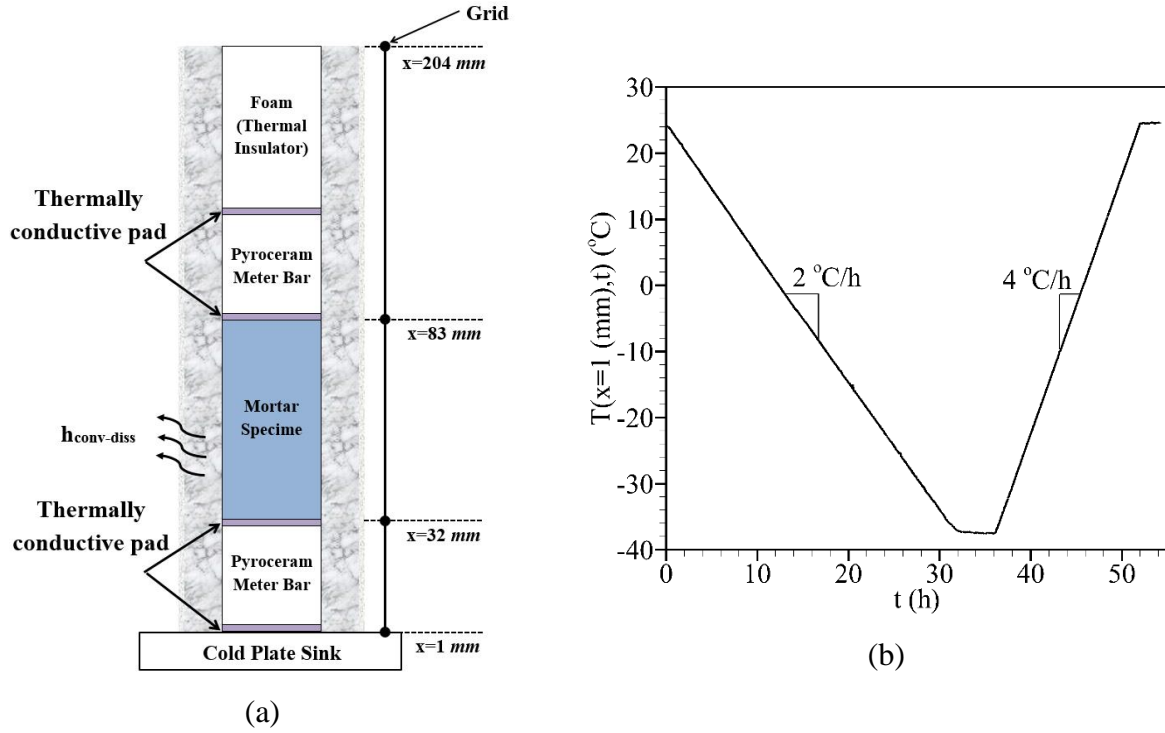 Grid
x=204 mm
Foam
(Thermal
Insulator)
Thermally
conductive pad
Pyroceram
Meter Bar
x=83 mm
Mortar
Specime
hconv-diss
Thermally
conductive pad
x=32 mm
Pyroceram
Meter Bar
x=1 mm
Cold Plate Sink
(a)
30
20
10
0
-10
-20
-30
-40
T(x=1 (mm),t) (°C)
2 °C/h
4 °C/h
0
10
20
30
40
50
t (h)
(b)